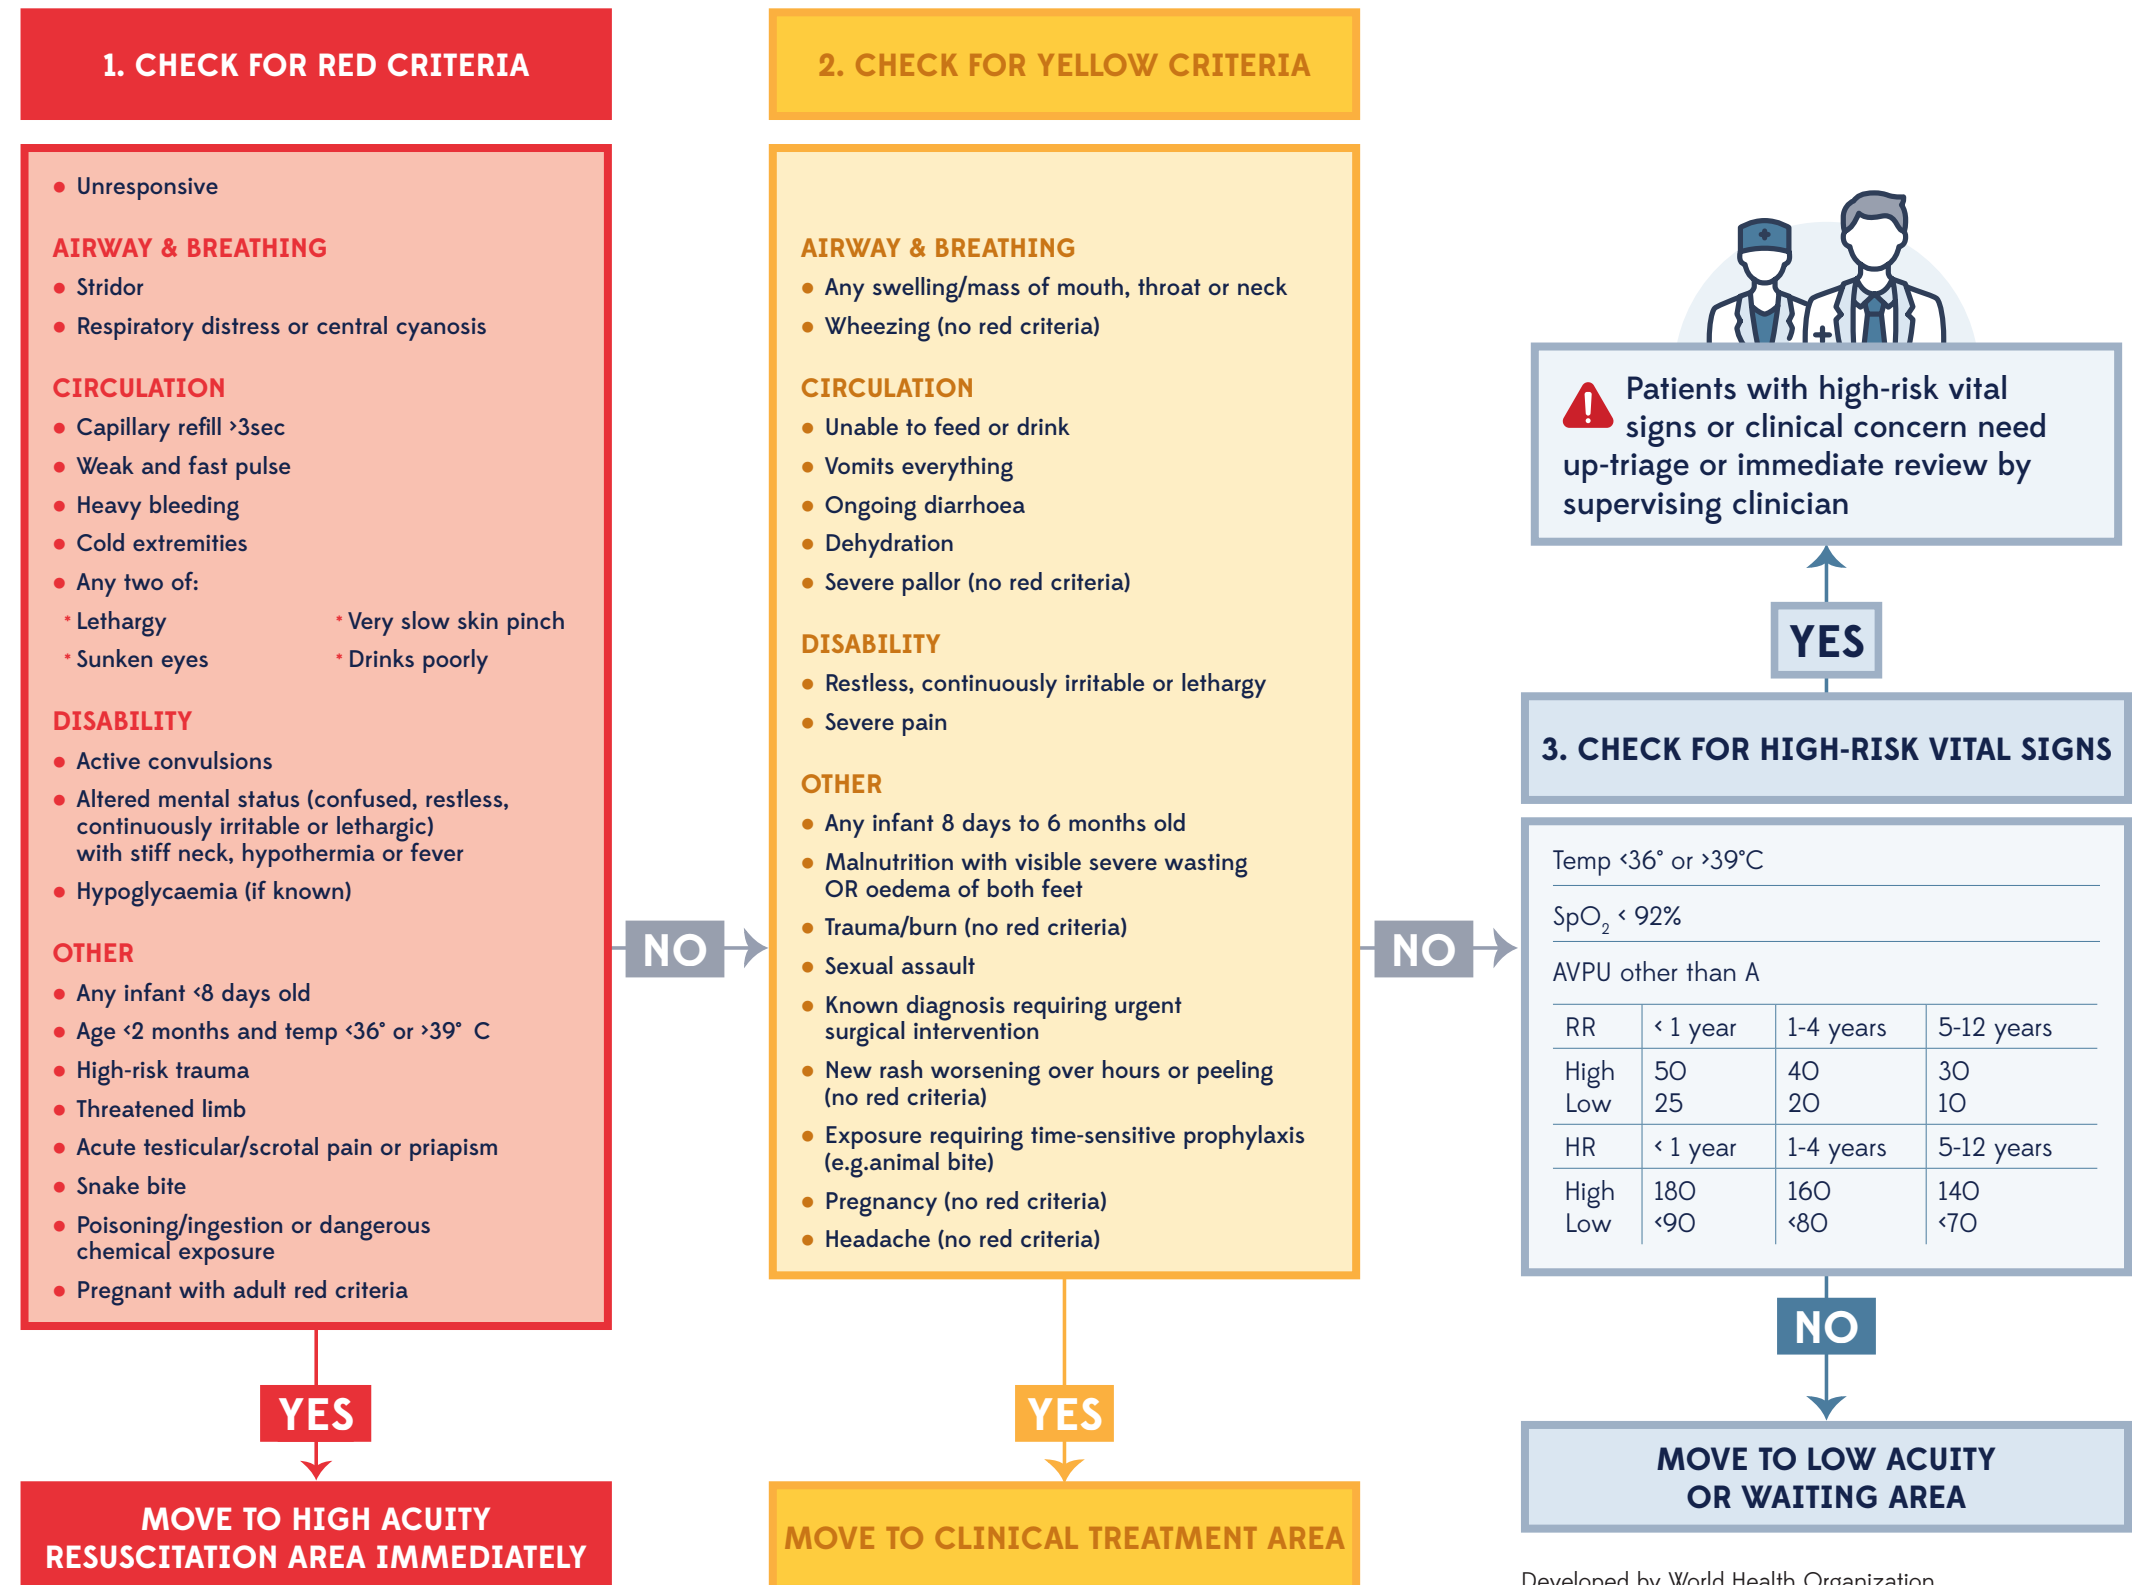 1. CHECK FOR RED CRITERIA
• Unresponsive
AIRWAY & BREATHING
• Stridor
• Respiratory distress or central cyanosis
CIRCULATION
• Capillary refill >3sec
• Weak and fast pulse
• Heavy bleeding
• Cold extremities
• Any two of:
* Lethargy * Very slow skin pinch
* Sunken eyes * Drinks poorly
DISABILITY
• Active convulsions
• Altered mental status (confused, restless,
continuously irritable or lethargic)
with stiff neck, hypothermia or fever
• Hypoglycaemia (if known)
OTHER
• Any infant <8 days old
• Age <2 months and temp <36° or >39° C
• High-risk trauma
• Threatened limb
• Acute testicular/scrotal pain or priapism
• Snake bite
• Poisoning/ingestion or dangerous
chemical exposure
• Pregnant with adult red criteria
YES
MOVE TO HIGH ACUITY
RESUSCITATION AREA IMMEDIATELY
NO
2. CHECK FOR YELLOW CRITERIA
AIRWAY & BREATHING
• Any swelling/mass of mouth, throat or neck
• Wheezing (no red criteria)
CIRCULATION
• Unable to feed or drink
• Vomits everything
• Ongoing diarrhoea
• Dehydration
• Severe pallor (no red criteria)
DISABILITY
• Restless, continuously irritable or lethargy
• Severe pain
OTHER
• Any infant 8 days to 6 months old
• Malnutrition with visible severe wasting
OR oedema of both feet
• Trauma/burn (no red criteria)
• Sexual assault
• Known diagnosis requiring urgent
surgical intervention
• New rash worsening over hours or peeling
(no red criteria)
• Exposure requiring time-sensitive prophylaxis
(e.g.animal bite)
• Pregnancy (no red criteria)
• Headache (no red criteria)
YES
MOVE TO CLINICAL TREATMENT AREA
NO
Patients with high-risk vital
signs or clinical concern need
up-triage or immediate review by
supervising clinician
YES
3. CHECK FOR HIGH-RISK VITAL SIGNS
Temp <36° or >39°C
SpO2 < 92%
AVPU other than A
RR < 1 year 1-4 years 5-12 years
High 50 40 30
Low 25 20 10
HR < 1 year 1-4 years 5-12 years
High 180 160 140
Low <90 <80 <70
NO
MOVE TO LOW ACUITY
OR WAITING AREA
Developed by World Health Organization